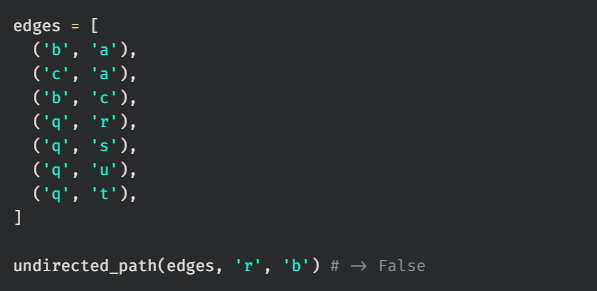 edges = [
  ('b', 'a'),
  ('c', 'a'),
  ('b', 'c'),
  ('q', 'r'),
  ('q', 's'),
  ('q', 'u'),
  ('q', 't'),
]

undirected_path(edges, 'r', 'b') # -> False